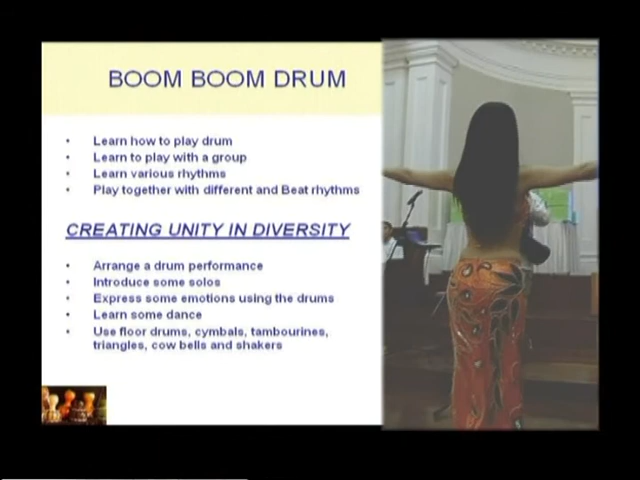 BOOM BOOM DRUM
• Learn how to play drum
• Learn to play with a group
• Learn various rhythms
• Play together with different and Beat rhythms
CREATING UNITY IN DIVERSITY
• Arrange a drum performance
• Introduce some solos
• Express some emotions using the drums
• Learn some dance
• Use floor drums, cymbals, tambourines,
triangles, cow bells and shakers